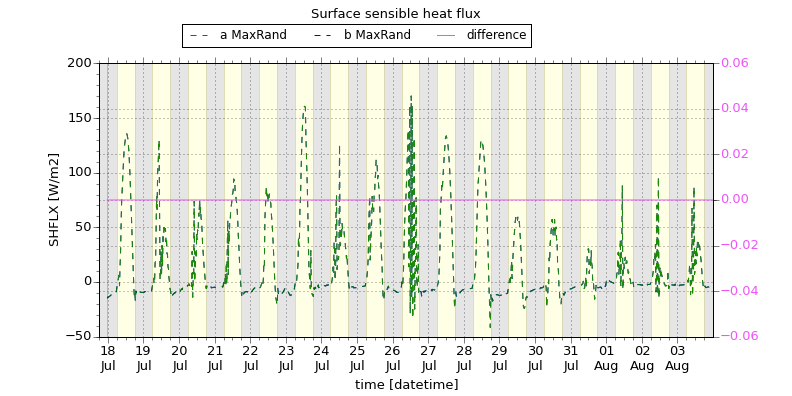 Surface sensible heat flux
a MaxRand b MaxRand difference
200 0.06
150 0.04
100 0.02
50 0.00
0 −0.02
−50 −0.04
−0.06
SHFLX [W/m2]
18 19 20 21 22 23 24 25 26 27 28 29 30 31 01 02 03
Jul Jul Jul Jul Jul Jul Jul Jul Jul Jul Jul Jul Jul Jul Aug Aug Aug
time [datetime]